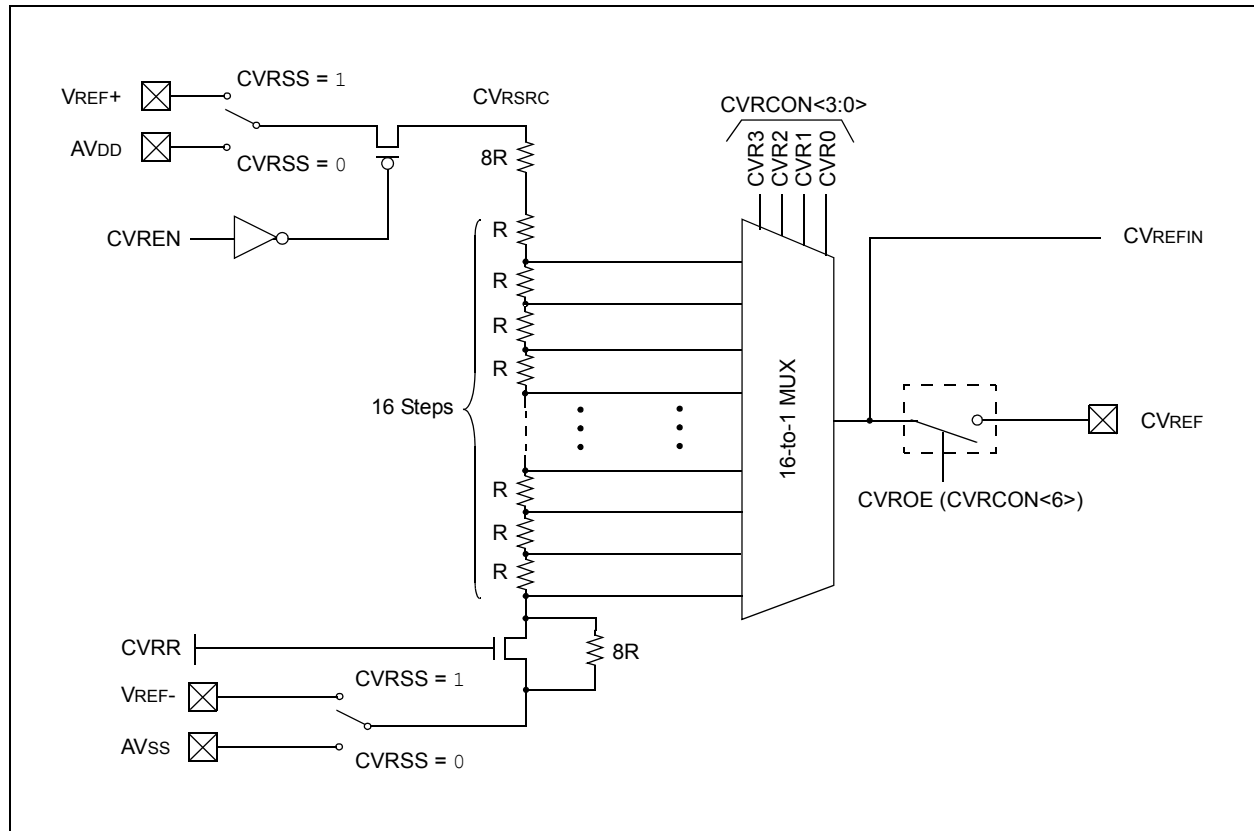 VREF+
CVRSS = 1
AVDD
CVRSS = 0
CVRSRC
8R
CVREN
R
R
R
R
16 Steps
R
R
R
CVRCON<3:0>
CVR3
CVR2
CVR1
CVR0
16-to-1 MUX
CVREFIN
CVREF
CVROE (CVRCON<6>)
CVRR
8R
VREF-
CVRSS = 1
AVSS
CVRSS = 0